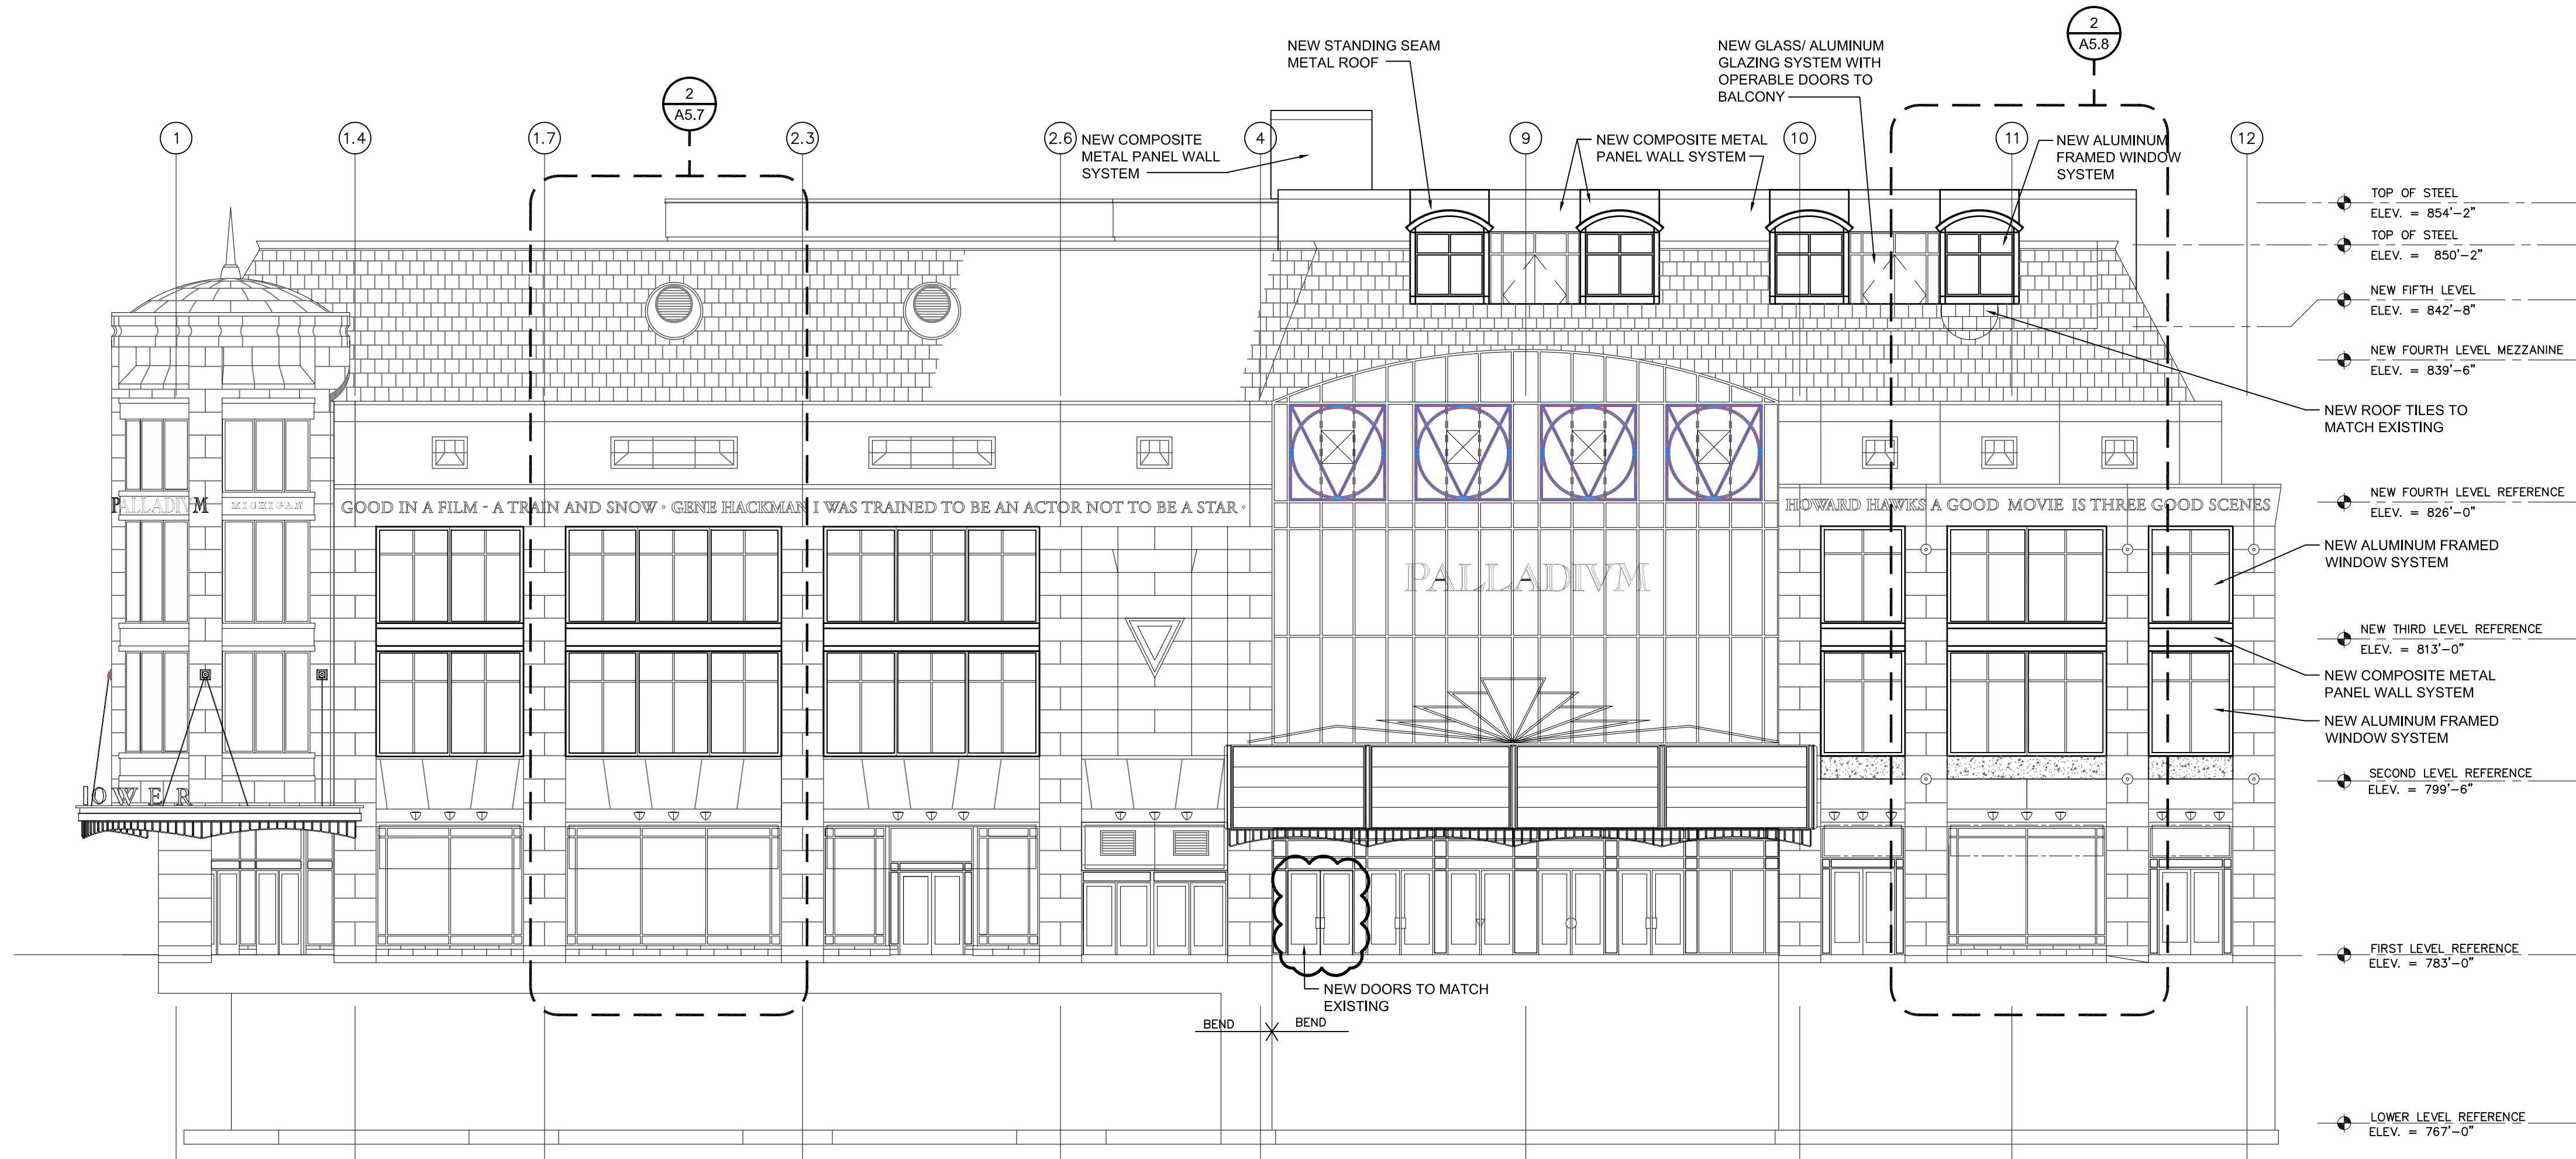 2
A5.8
NEW STANDING SEAM
METAL ROOF
NEW GLASS/ ALUMINUM
GLAZING SYSTEM WITH
OPERABLE DOORS TO
BALCONY
2
A5.7
1
1.4
1.7
2.3
2.6
4
9
10
11
12
NEW COMPOSITE
METAL PANEL WALL
SYSTEM
NEW COMPOSITE METAL
PANEL WALL SYSTEM
NEW ALUMINUM
FRAMED WINDOW
SYSTEM
TOP OF STEEL
ELEV. = 854'-2"
TOP OF STEEL
ELEV. = 850'-2"
NEW FIFTH LEVEL
ELEV. = 842'-8"
NEW FOURTH LEVEL MEZZANINE
ELEV. = 839'-6"
NEW ROOF TILES TO
MATCH EXISTING
NEW FOURTH LEVEL REFERENCE
ELEV. = 826'-0"
PALLADIVM
MICHIGAN
GOOD IN A FILM - A TRAIN AND SNOW · GENE HACKMAN I WAS TRAINED TO BE AN ACTOR NOT TO BE A STAR ·
HOWARD HAWKS A GOOD MOVIE IS THREE GOOD SCENES
NEW ALUMINUM FRAMED
WINDOW SYSTEM
PALLADIVM
NEW THIRD LEVEL REFERENCE
ELEV. = 813'-0"
NEW COMPOSITE METAL
PANEL WALL SYSTEM
NEW ALUMINUM FRAMED
WINDOW SYSTEM
SECOND LEVEL REFERENCE
ELEV. = 799'-6"
OWER
FIRST LEVEL REFERENCE
ELEV. = 783'-0"
NEW DOORS TO MATCH
EXISTING
BEND
BEND
LOWER LEVEL REFERENCE
ELEV. = 767'-0"